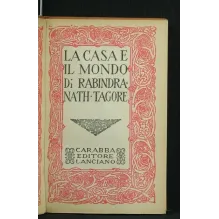 LA CASA E
IL MONDO
Di RABINDRA-
NATH-TAGORE
CARABBA
EDITORE
LANCIANO